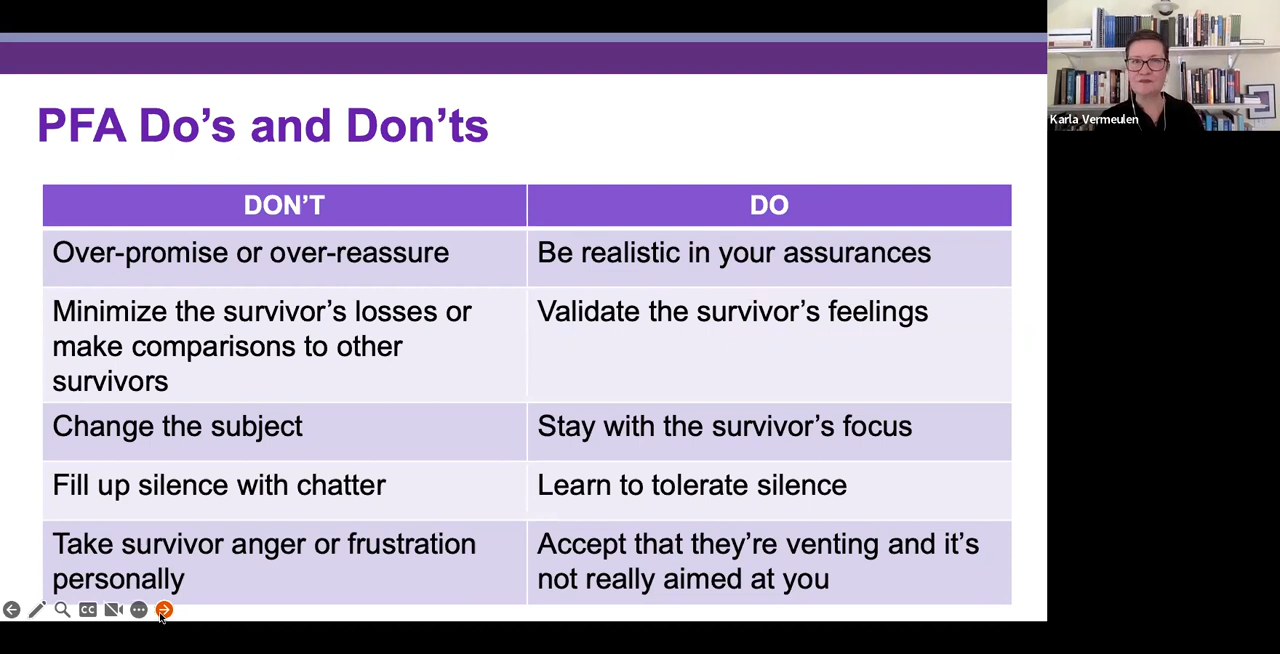 PFA Do’s and Don’ts
DON’T
DO
Over-promise or over-reassure
Be realistic in your assurances
Minimize the survivor’s losses or
make comparisons to other
survivors
Validate the survivor’s feelings
Change the subject
Stay with the survivor’s focus
Fill up silence with chatter
Learn to tolerate silence
Take survivor anger or frustration
personally
Accept that they’re venting and it’s
not really aimed at you
CC
Karla Vermeulen